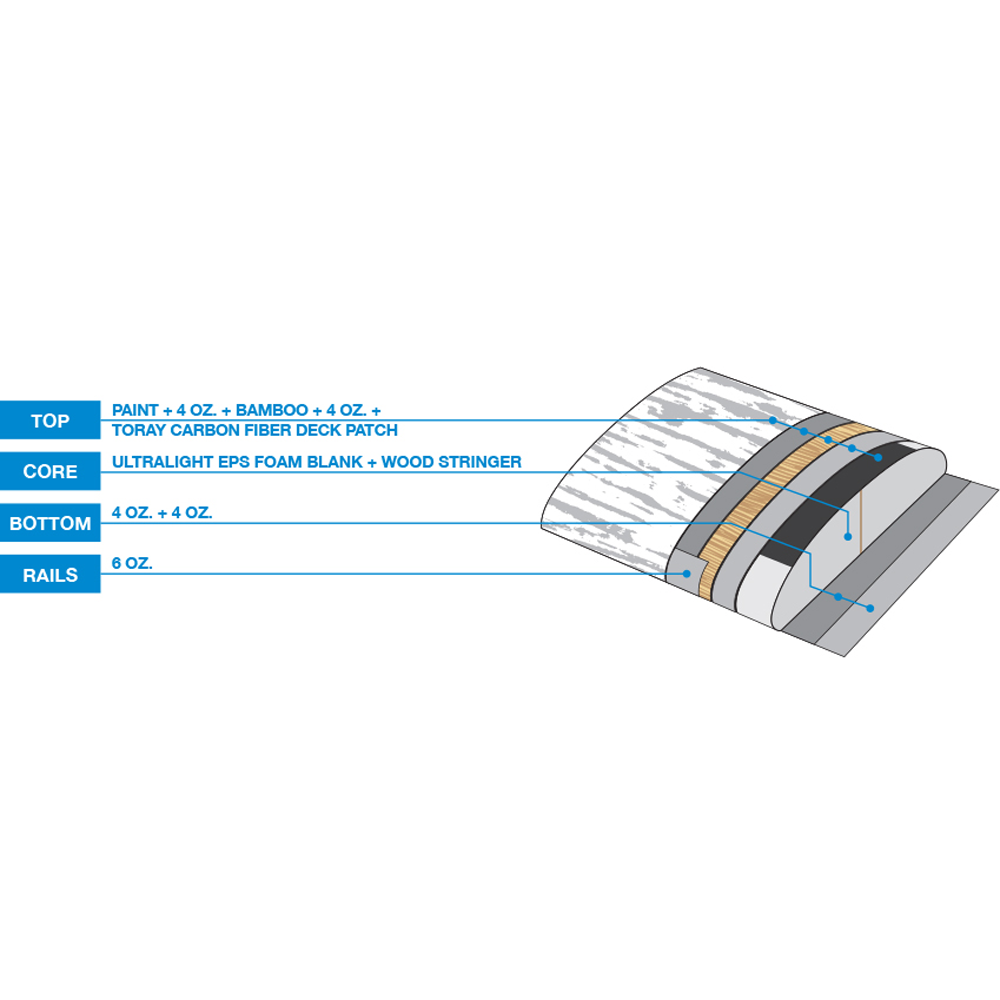 TOP
PAINT + 4 OZ. + BAMBOO + 4 OZ. +
TORAY CARBON FIBER DECK PATCH
CORE
ULTRALIGHT EPS FOAM BLANK + WOOD STRINGER
BOTTOM
4 OZ. + 4 OZ.
RAILS
6 OZ.